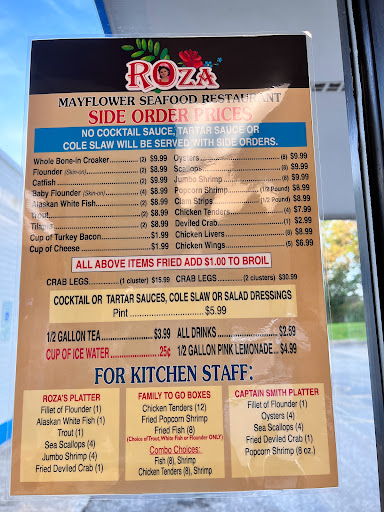 ROZA
MAYFLOWER SEAFOOD RESTAURANT
SIDE ORDER PRICES
NO COCKTAIL SAUCE, TARTAR SAUCE OR
COLE SLAW WILL BE SERVED WITH SIDE ORDERS.
Whole Bone-in Croaker (2) $9.99
Flounder (Skin-on) (2) $8.99
Catfish (2) $9.99
Baby Flounder (Skin-on) (4) $8.99
Alaskan White Fish (2) $8.99
Trout (2) $8.99
Tilapia (2) $8.99
Cup of Turkey Bacon $1.99
Cup of Cheese $1.99
Oysters (8) $9.99
Scallops (8) $9.99
Jumbo Shrimp (8) $9.99
Popcorn Shrimp (1/2 Pound) $8.99
Clam Strips (1/2 Pound) $8.99
Chicken Tenders (4) $7.99
Deviled Crab (1) $2.99
Chicken Livers (8) $8.99
Chicken Wings (5) $6.99
ALL ABOVE ITEMS FRIED ADD $1.00 TO BROIL
CRAB LEGS (1 cluster) $15.99 CRAB LEGS (2 clusters) $30.99
COCKTAIL OR TARTAR SAUCES, COLE SLAW OR SALAD DRESSINGS
Pint $5.99
1/2 GALLON TEA $3.99 ALL DRINKS $2.59
CUP OF ICE WATER 25¢ 1/2 GALLON PINK LEMONADE $4.99
FOR KITCHEN STAFF:
ROZA'S PLATTER
Fillet of Flounder (1)
Alaskan White Fish (1)
Trout (1)
Sea Scallops (4)
Jumbo Shrimp (4)
Fried Deviled Crab (1)
FAMILY TO GO BOXES
Chicken Tenders (12)
Fried Popcorn Shrimp
Fried Fish (8)
(Choice of Trout, White Fish or Flounder ONLY)
Combo Choices:
Fish (8), Shrimp
Chicken Tenders (8), Shrimp
CAPTAIN SMITH PLATTER
Fillet of Flounder (1)
Oysters (4)
Sea Scallops (4)
Fried Deviled Crab (1)
Popcorn Shrimp (8 oz.)